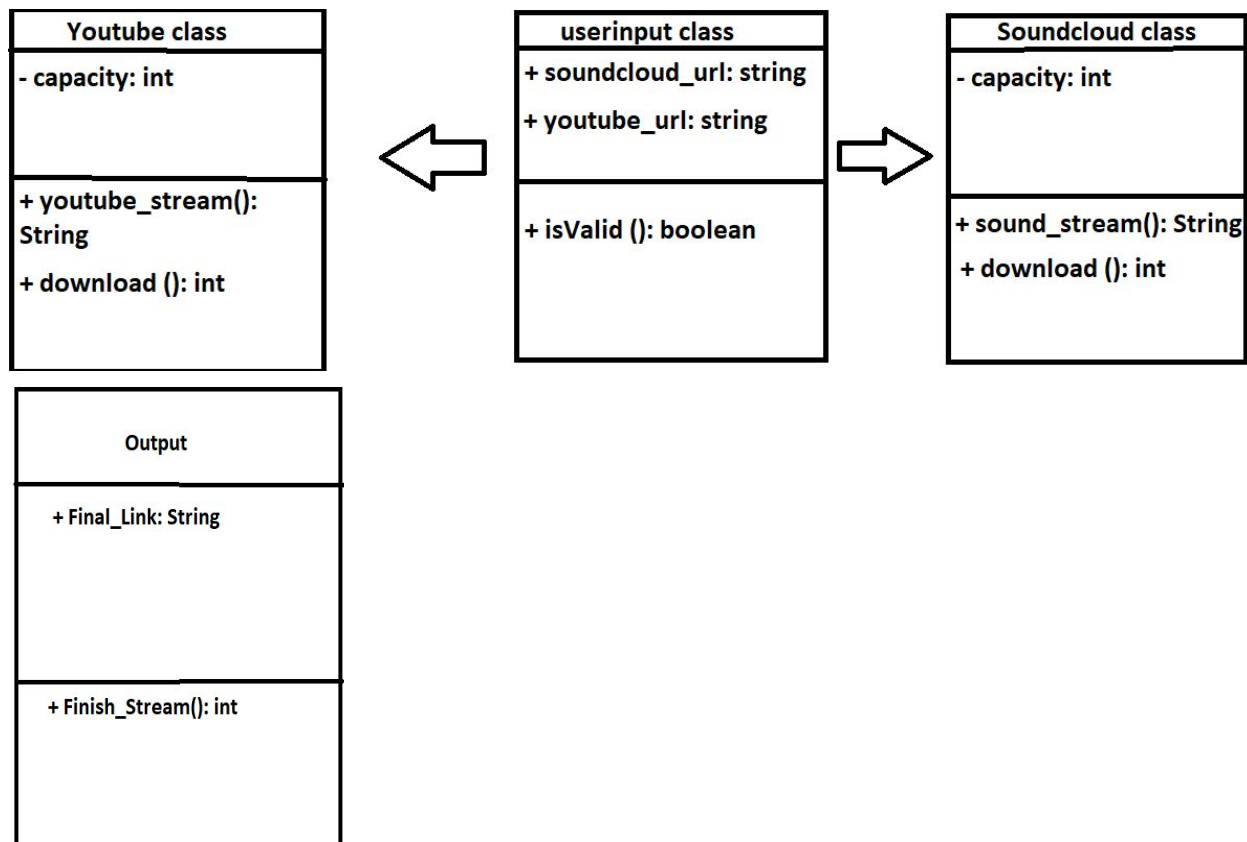 Youtube class
- capacity: int
+ youtube_stream():
String
+ download (): int
userinput class
+ soundcloud_url: string
+ youtube_url: string
+ isValid (): boolean
Soundcloud class
- capacity: int
+ sound_stream(): String
+ download (): int
Output
+ Final_Link: String
+ Finish_Stream(): int